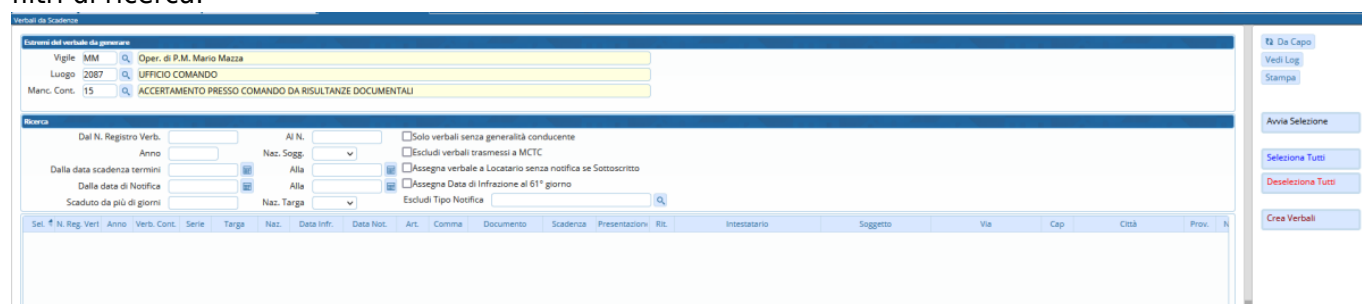 filtri di ricerca.
Verbali da Scadenze
Estremi del verbale da generare
Vigile MM Oper. di P.M. Mario Mazza
Luogo 2087 UFFICIO COMANDO
Manc. Cont. 15 ACCERTAMENTO PRESSO COMANDO DA RISULTANZE DOCUMENTALI
Ricerca
Dal N. Registro Verb. Al N. Solo verbali senza generalità conducente
Anno Naz. Sogg. Escludi verbali trasmessi a MCTC
Dalla data scadenza termini Alla Assegna verbale a Locatario senza notifica se Sottoscritto
Dalla data di Notifica Alla Assegna Data di Infrazione al 61° giorno
Scaduto da più di giorni Naz. Targa Escludi Tipo Notifica
Sel. N. Reg. Vert Anno Verb. Cont. Serie Targa Naz. Data Infr. Data Not. Art. Comma Documento Scadenza Presentazion Rit. Intestatario Soggetto Via Cap Città Prov. N
Da Capo
Vedi Log
Stampa
Avvia Selezione
Seleziona Tutti
Deseleziona Tutti
Crea Verbali